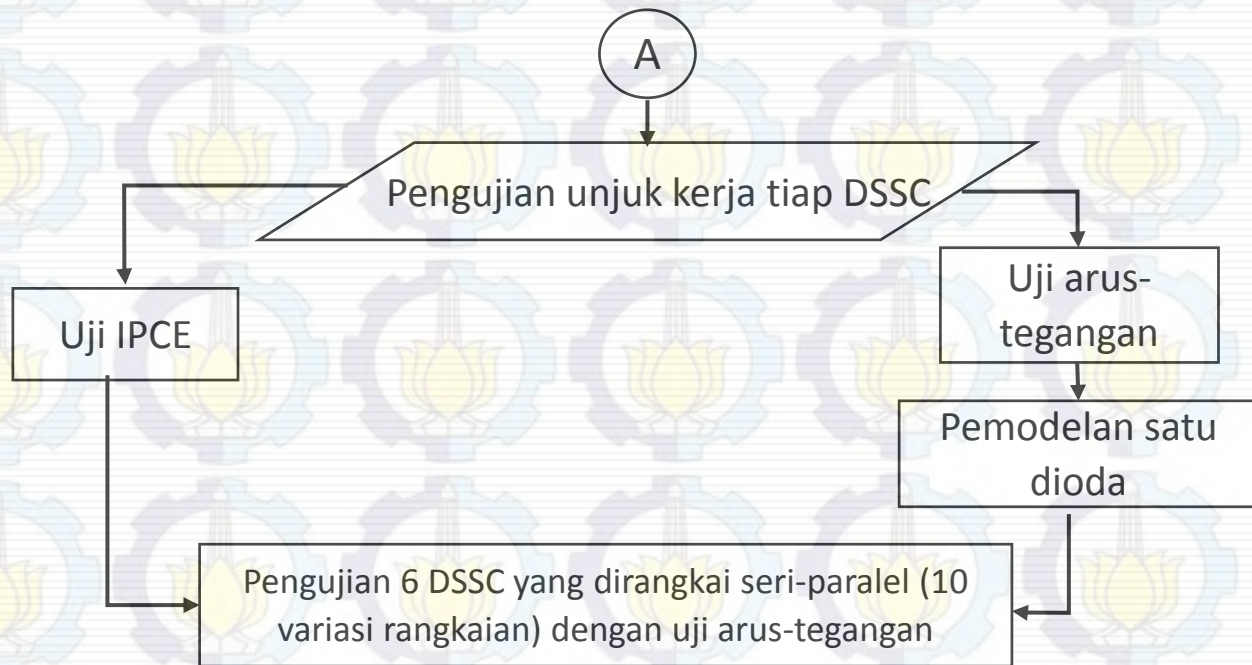 A
Pengujian unjuk kerja tiap DSSC
Uji IPCE
Uji arus-
tegangan
Pemodelan satu
dioda
Pengujian 6 DSSC yang dirangkai seri-paralel (10
variasi rangkaian) dengan uji arus-tegangan